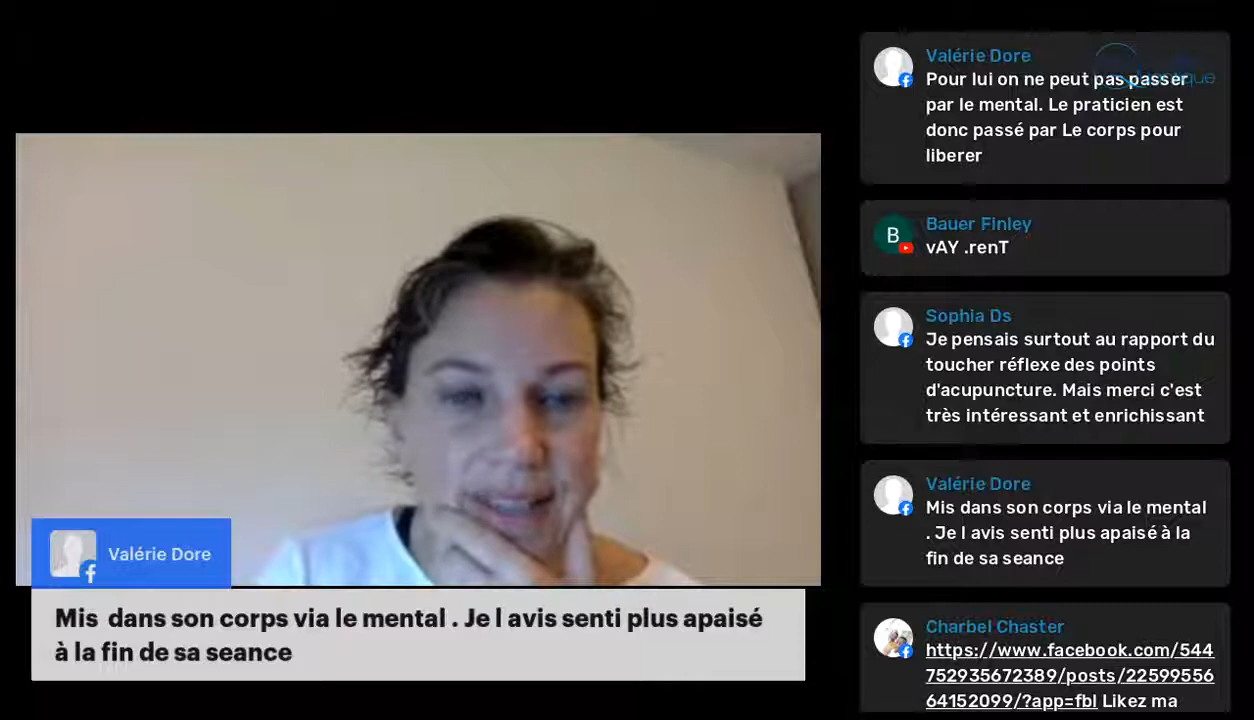 Valérie Dore
Mis dans son corps via le mental . Je l avis senti plus apaisé
à la fin de sa seance
Valérie Dore
Pour lui on ne peut pas passer
par le mental. Le praticien est
donc passé par Le corps pour
liberer
B
Bauer Finley
vAY .renT
Sophia Ds
Je pensais surtout au rapport du
toucher réflexe des points
d'acupuncture. Mais merci c'est
très intéressant et enrichissant
Valérie Dore
Mis dans son corps via le mental
. Je l avis senti plus apaisé à la
fin de sa seance
Charbel Chaster
https://www.facebook.com/544
752935672389/posts/22599556
64152099/?app=fbl Likez ma